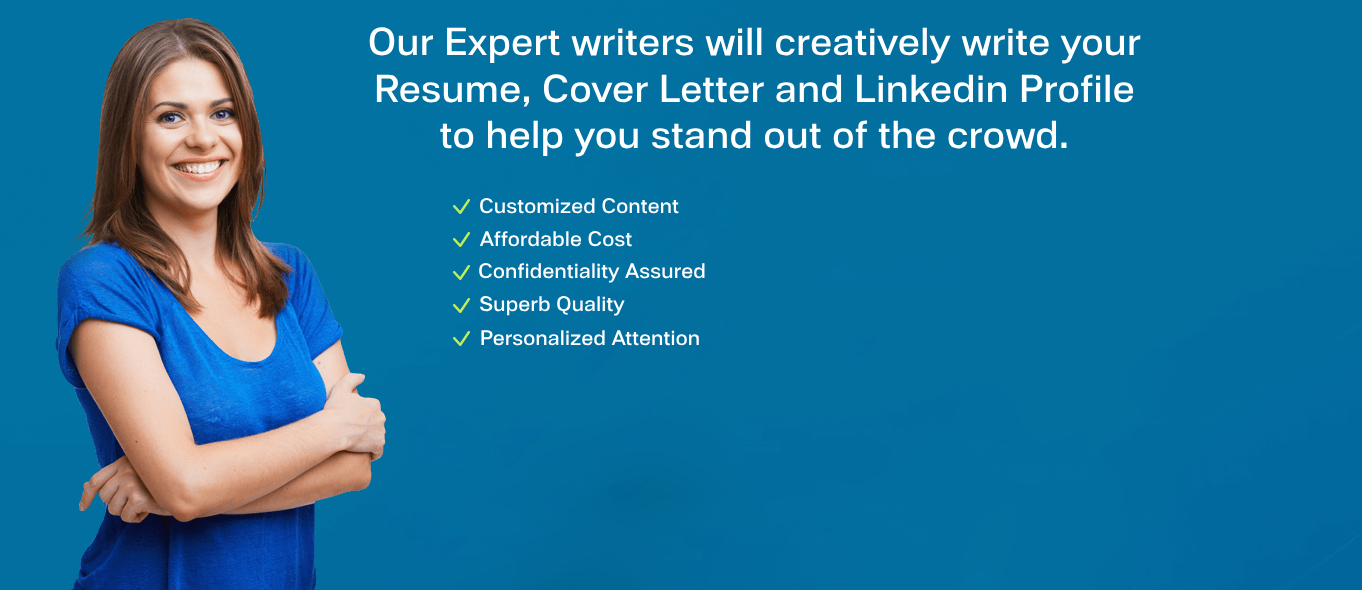 Our Expert writers will creatively write your
Resume, Cover Letter and Linkedin Profile
to help you stand out of the crowd.
Customized Content
Affordable Cost
Confidentiality Assured
Superb Quality
Personalized Attention